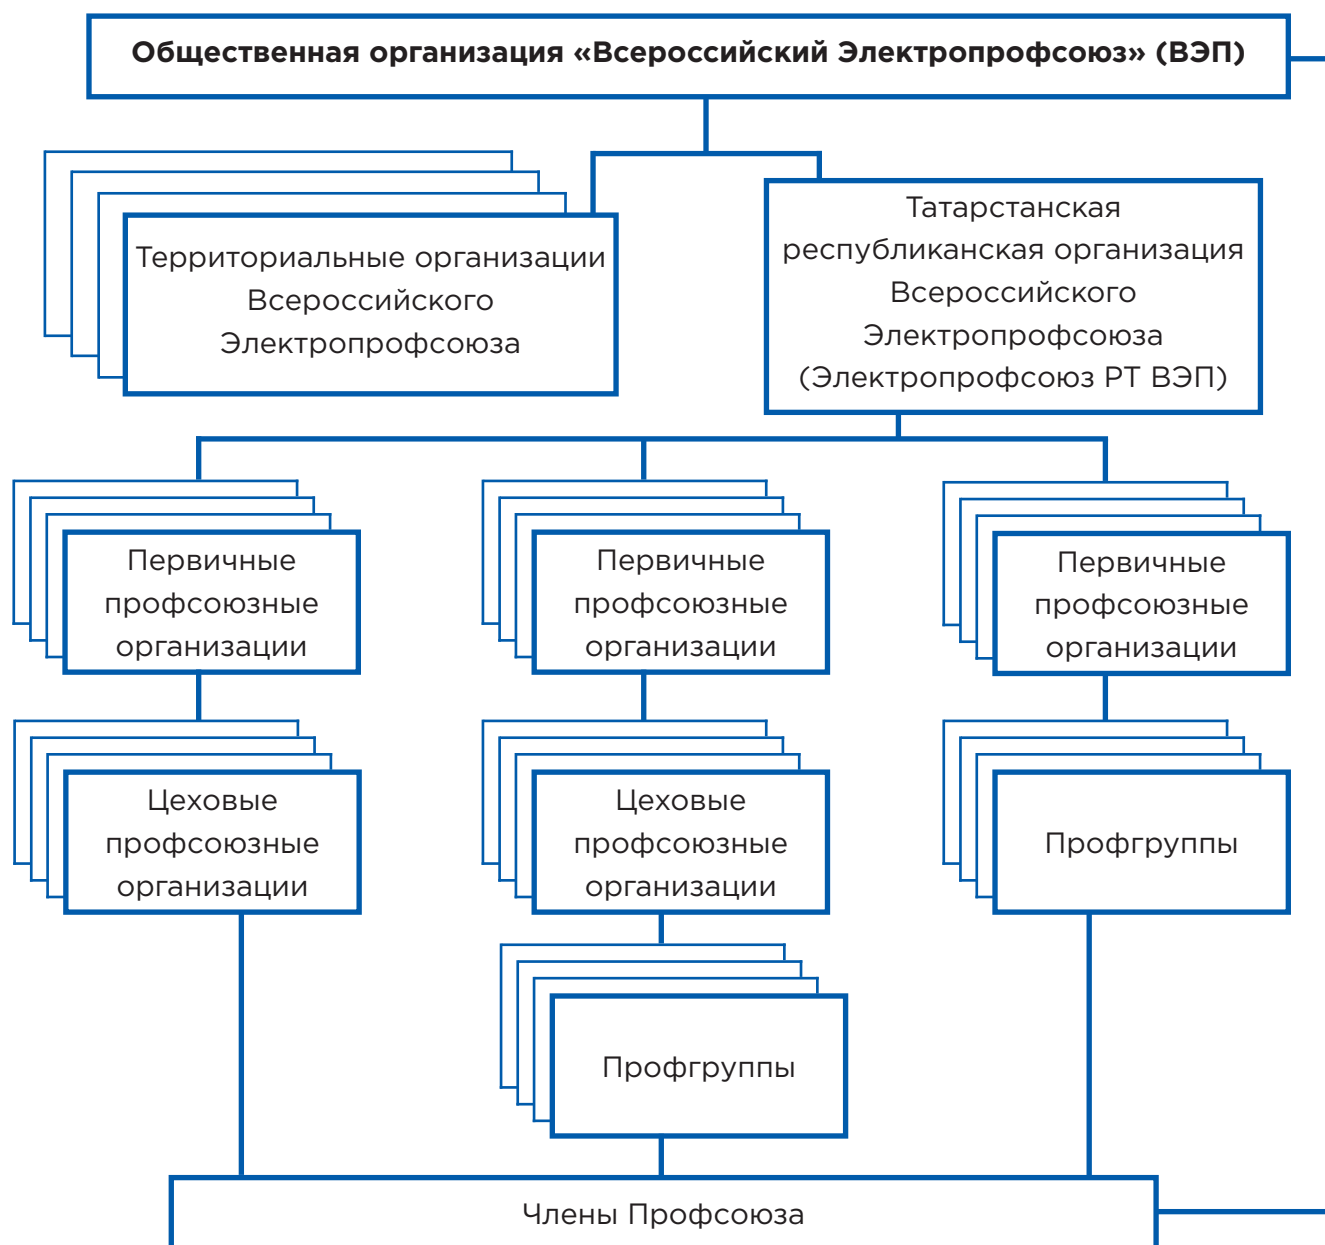 Общественная организация «Всероссийский Электропрофсоюз» (ВЭП)
Территориальные организации
Всероссийского
Электропрофсоюза
Татарстанская
республиканская организация
Всероссийского
Электропрофсоюза
(Электропрофсоюз РТ ВЭП)
Первичные
профсоюзные
организации
Первичные
профсоюзные
организации
Первичные
профсоюзные
организации
Цеховые
профсоюзные
организации
Цеховые
профсоюзные
организации
Профгруппы
Профгруппы
Члены Профсоюза